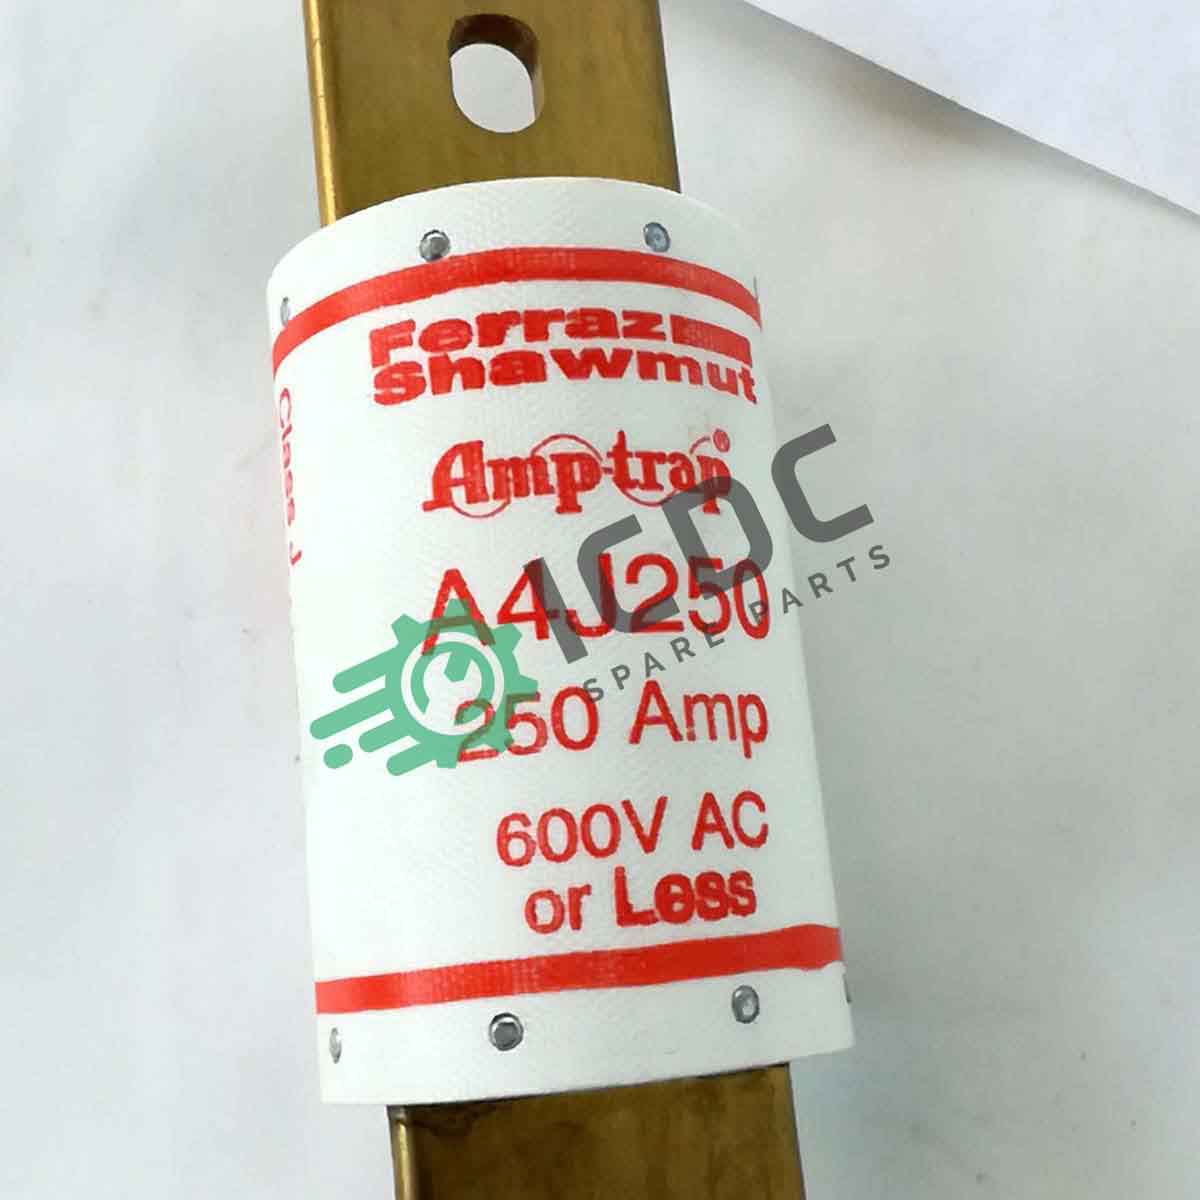 Ferraz
Shawmut
Class J
Amp-trap®
A4J250
250 Amp
600V AC
or Less
ICDC
SPARE PARTS